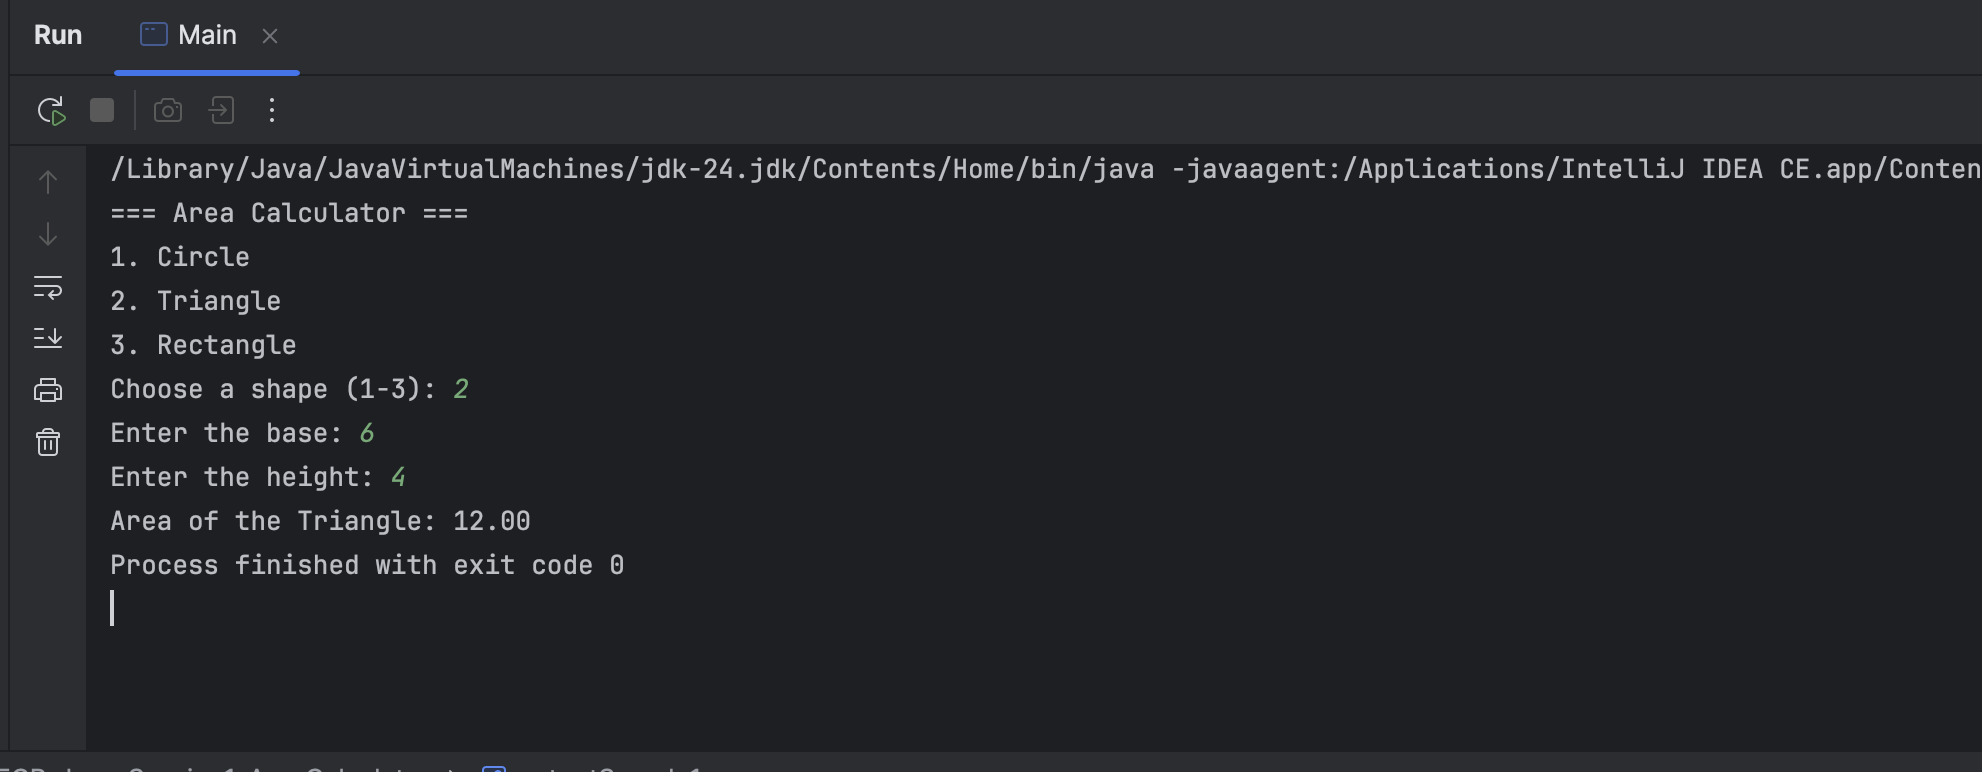 Run Main
/Library/Java/JavaVirtualMachines/jdk-24.jdk/Contents/Home/bin/java -javaagent:/Applications/IntelliJ IDEA CE.app/Conten
=== Area Calculator ===
1. Circle
2. Triangle
3. Rectangle
Choose a shape (1-3): 2
Enter the base: 6
Enter the height: 4
Area of the Triangle: 12.00
Process finished with exit code 0